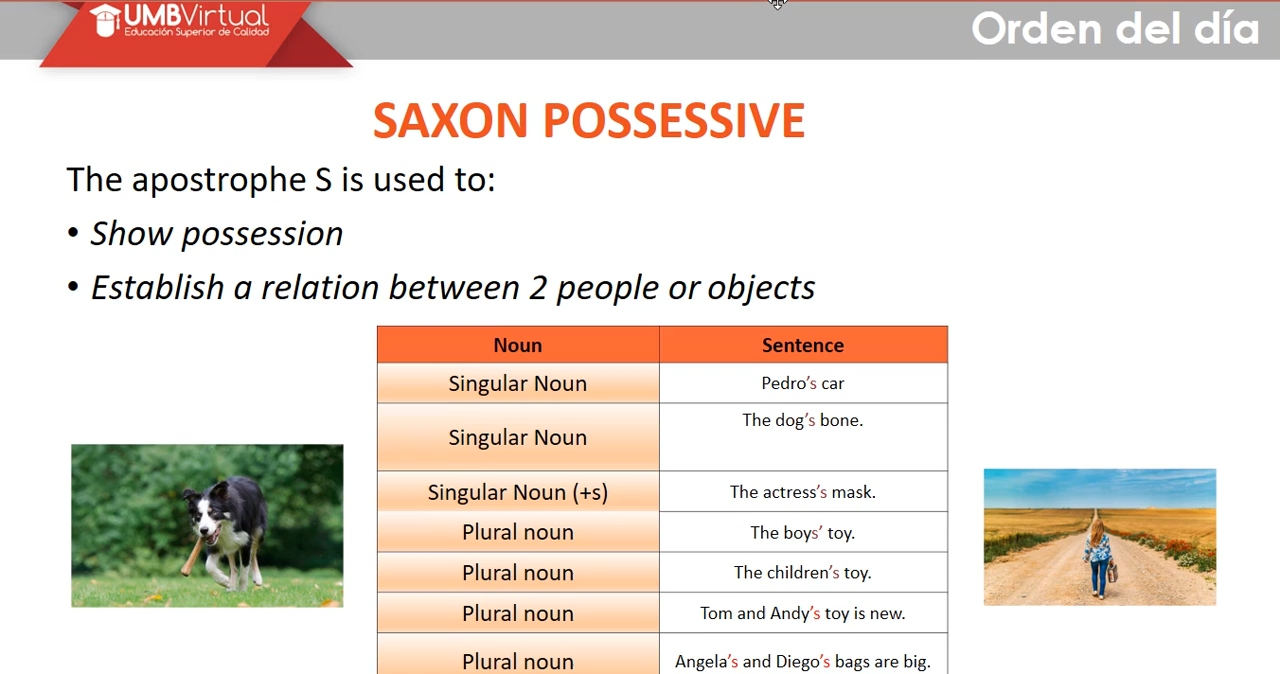 UMBVirtual
Educación Superior de Calidad
Orden del día
SAXON POSSESSIVE
The apostrophe S is used to:
• Show possession
• Establish a relation between 2 people or objects
Noun Sentence
Singular Noun Pedro’s car
Singular Noun The dog’s bone.
Singular Noun (+s) The actress’s mask.
Plural noun The boys’ toy.
Plural noun The children’s toy.
Plural noun Tom and Andy’s toy is new.
Plural noun Angela’s and Diego’s bags are big.